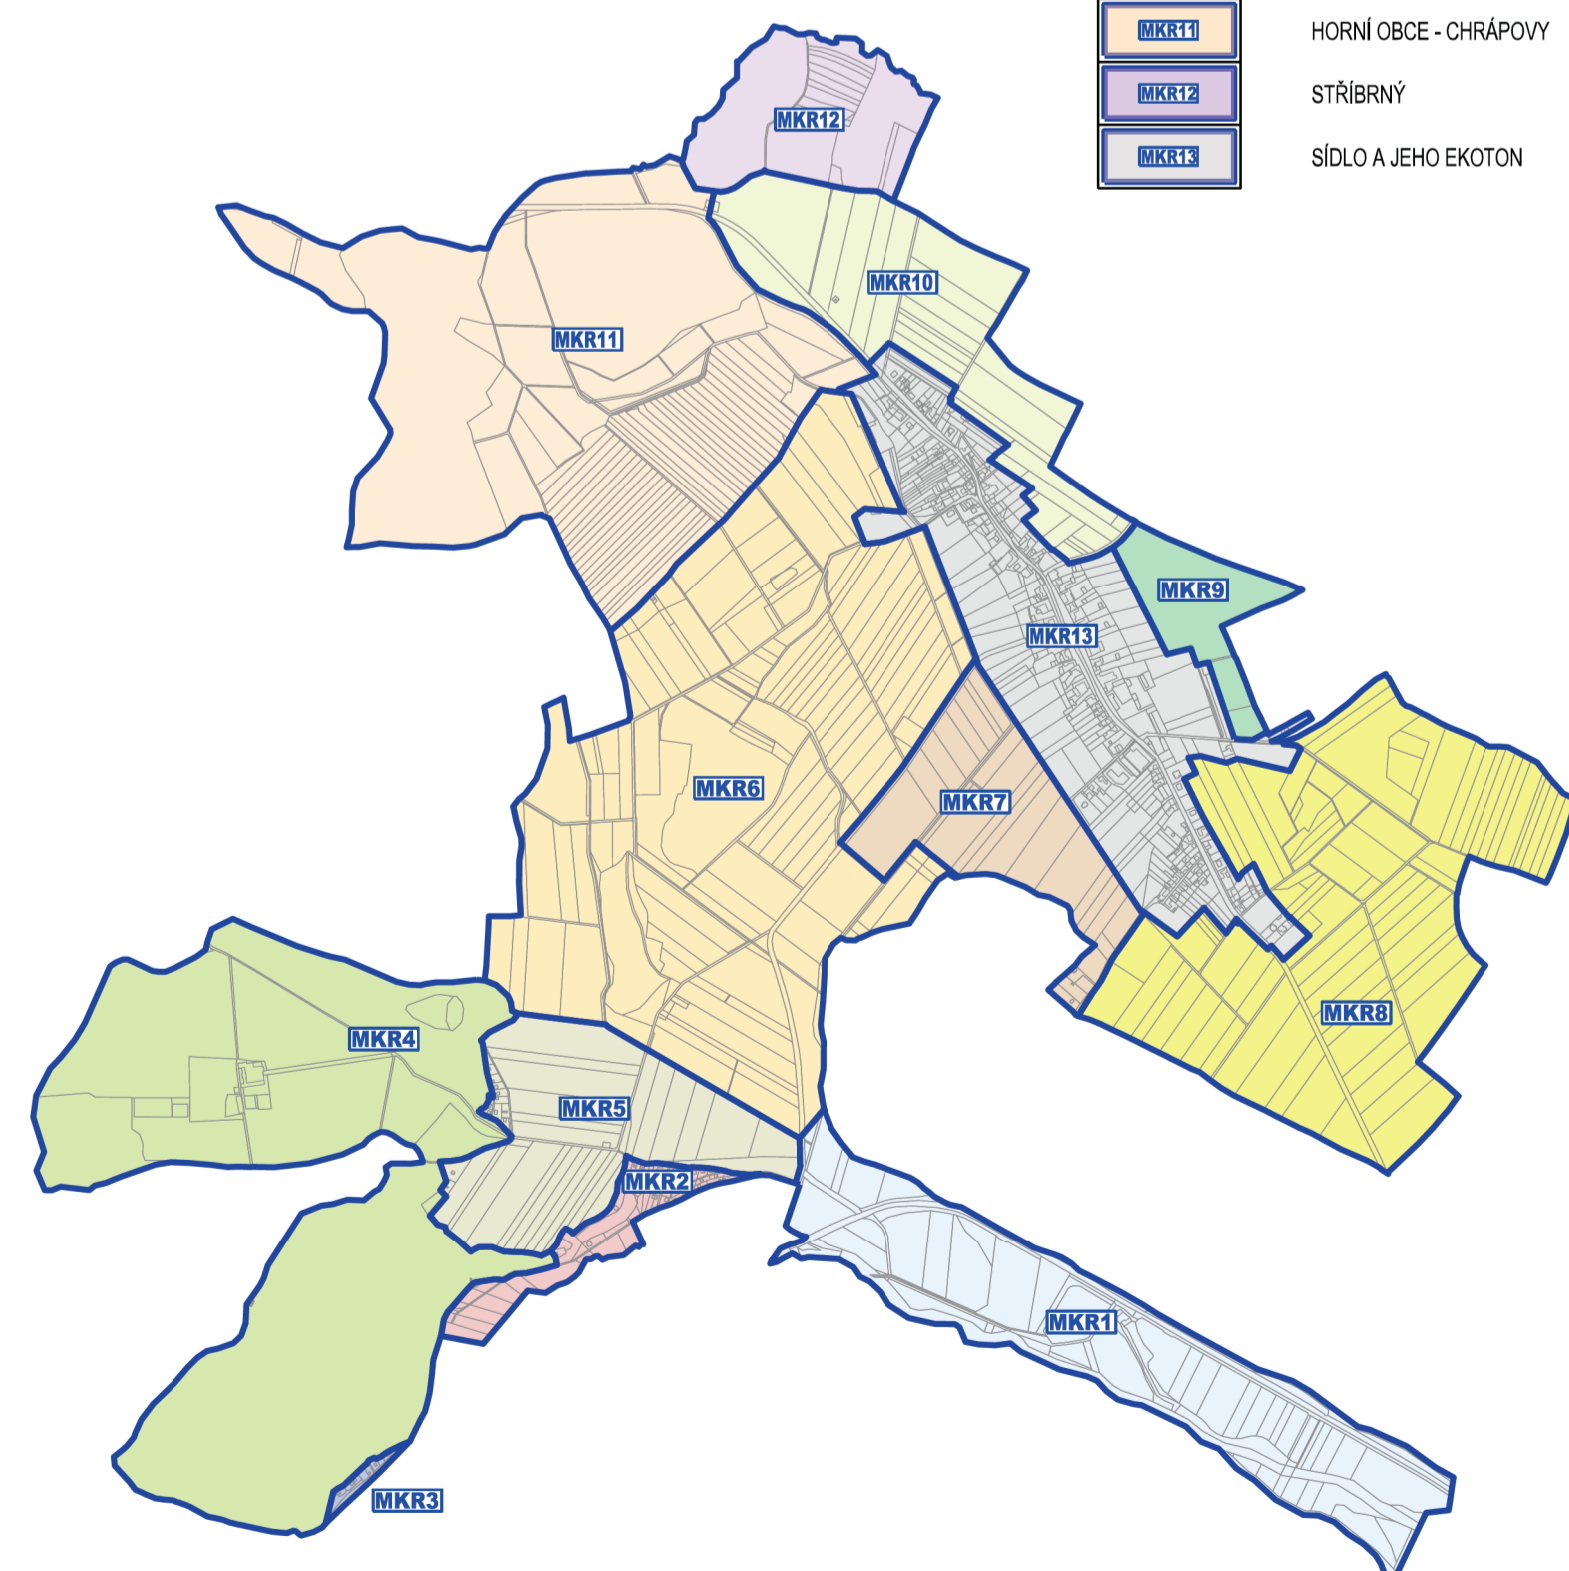 MKR11 HORNÍ OBCE - CHRÁPOVY
MKR12 STŘÍBRNÝ
MKR13 SÍDLO A JEHO EKOTON
MKR12
MKR10
MKR11
MKR9
MKR13
MKR6
MKR7
MKR8
MKR4
MKR5
MKR2
MKR1
MKR3